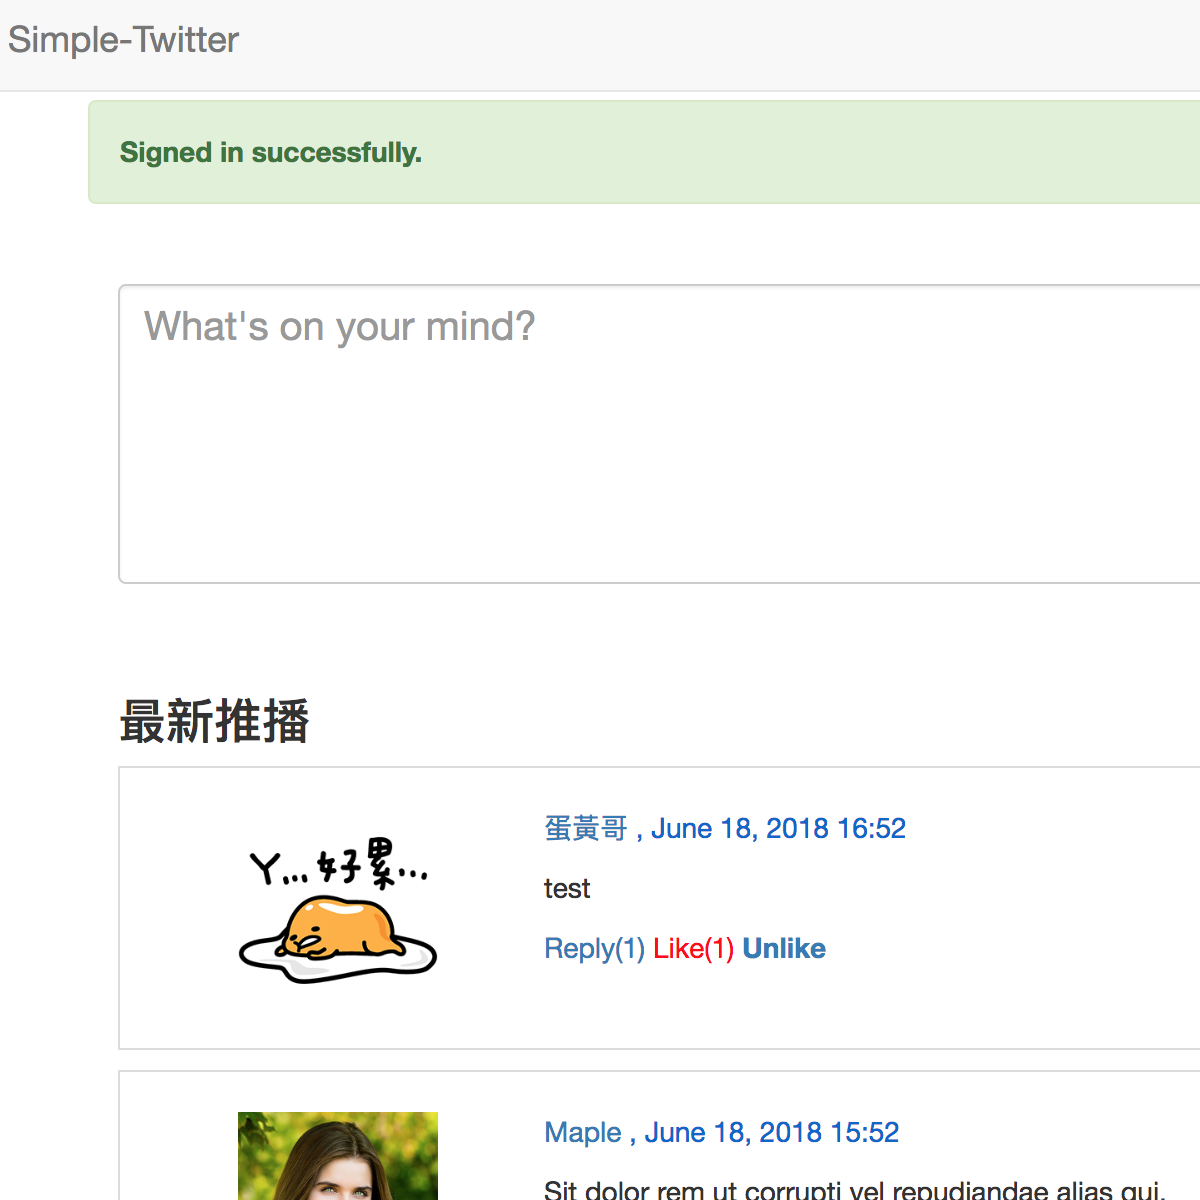 Simple-Twitter
Signed in successfully.
What's on your mind?
最新推播
蛋黃哥 , June 18, 2018 16:52
ㄚ...好累...
test
Reply(1) Like(1) Unlike
Maple , June 18, 2018 15:52
Sit dolor rem ut corrupti vel repudiandae alias qui.